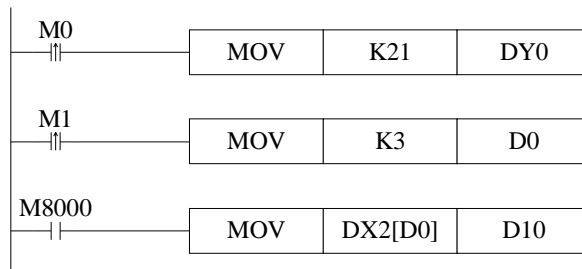 M0
MOV K21 DY0
M1
MOV K3 D0
M8000
MOV DX2[D0] D10